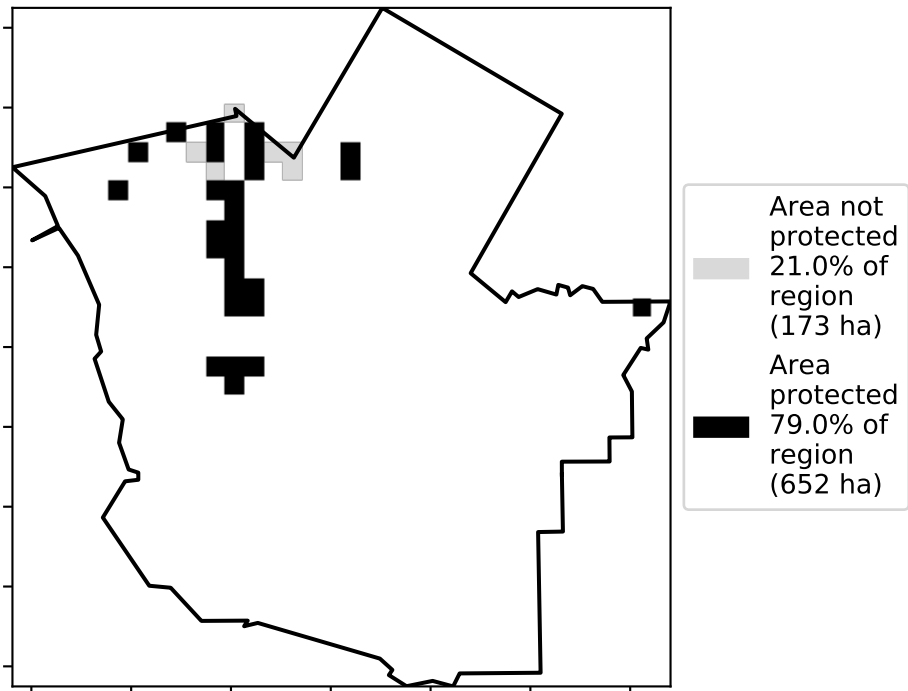 Area not
protected
21.0% of
region
(173 ha)
Area
protected
79.0% of
region
(652 ha)